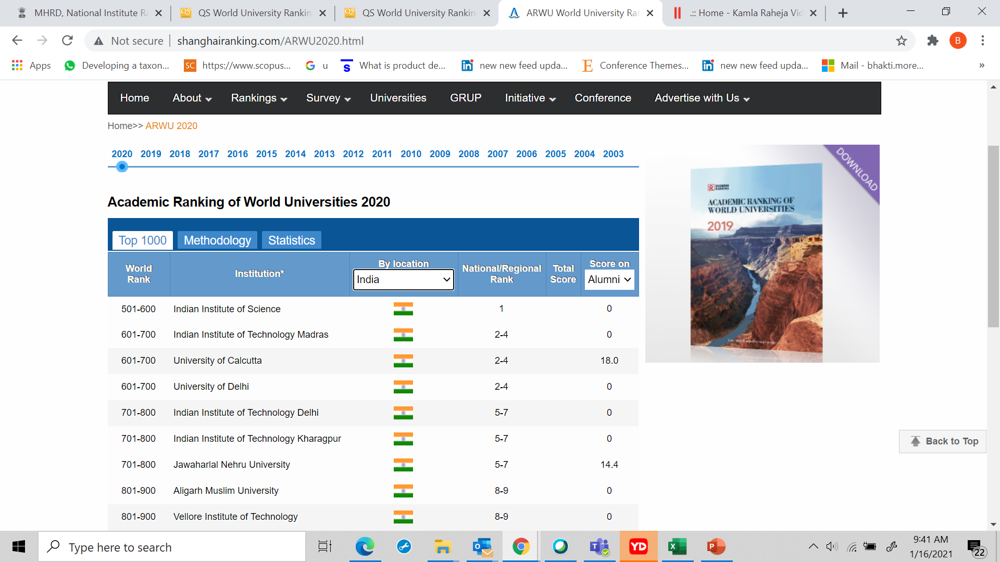 MHRD, National Institute R
QS World University Rankin
QS World University Rankin
ARWU World University Ra
.:: Home - Kamla Raheja Vid
Not secure
shanghairanking.com/ARWU2020.html
B
Apps
Developing a taxon...
SC https://www.scopus...
u
What is product de...
new new feed upda...
Conference Themes...
new new feed upda...
Mail - bhakti.more...
»
Home About Rankings Survey Universities GRUP Initiative Conference Advertise with Us
Home>> ARWU 2020
2020 2019 2018 2017 2016 2015 2014 2013 2012 2011 2010 2009 2008 2007 2006 2005 2004 2003
Academic Ranking of World Universities 2020
Top 1000 Methodology Statistics
World Rank
Institution*
By location
India
National/Regional Rank
Total Score
Score on
Alumni
501-600 Indian Institute of Science 1 0
601-700 Indian Institute of Technology Madras 2-4 0
601-700 University of Calcutta 2-4 18.0
601-700 University of Delhi 2-4 0
701-800 Indian Institute of Technology Delhi 5-7 0
701-800 Indian Institute of Technology Kharagpur 5-7 0
701-800 Jawaharlal Nehru University 5-7 14.4
801-900 Aligarh Muslim University 8-9 0
801-900 Vellore Institute of Technology 8-9 0
DOWNLOAD
ACADEMIC RANKING OF
WORLD UNIVERSITIES
2019
Back to Top
Type here to search
YD
9:41 AM
1/16/2021
22